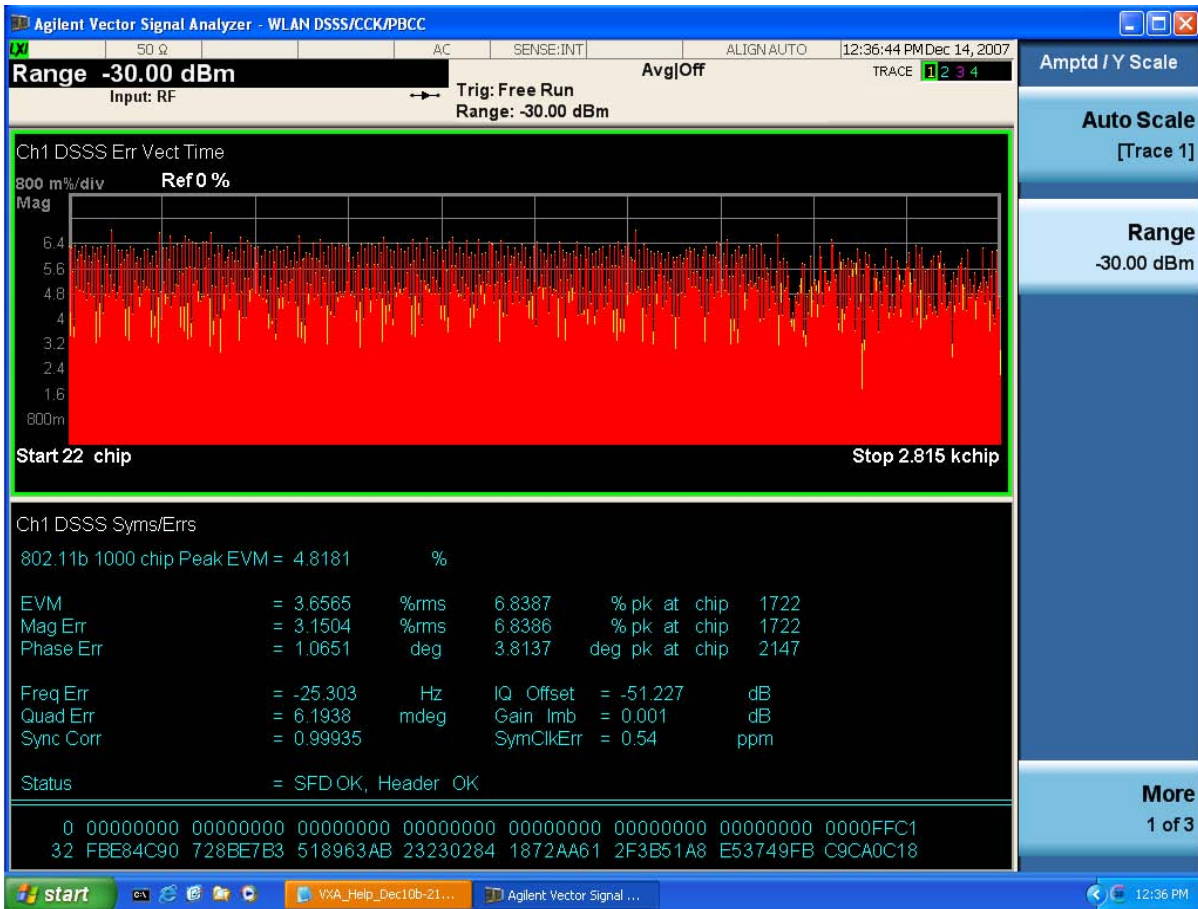 Agilent Vector Signal Analyzer - WLAN DSSS/CCK/PBCC
LXI 50 Ω AC SENSE:INT ALIGN AUTO 12:36:44 PM Dec 14, 2007
Range -30.00 dBm
Input: RF
Trig: Free Run
Range: -30.00 dBm
Avg|Off
TRACE 1 2 3 4
Amptd / Y Scale
Auto Scale
[Trace 1]
Range
-30.00 dBm
More
1 of 3
Ch1 DSSS Err Vect Time
800 m%/div Ref 0 %
Mag
6.4
5.6
4.8
4
3.2
2.4
1.6
800m
Start 22 chip Stop 2.815 kchip
Ch1 DSSS Syms/Errs
802.11b 1000 chip Peak EVM = 4.8181 %
EVM = 3.6565 %rms 6.8387 % pk at chip 1722
Mag Err = 3.1504 %rms 6.8386 % pk at chip 1722
Phase Err = 1.0651 deg 3.8137 deg pk at chip 2147
Freq Err = -25.303 Hz IQ Offset = -51.227 dB
Quad Err = 6.1938 mdeg Gain Imb = 0.001 dB
Sync Corr = 0.99935 SymClkErr = 0.54 ppm
Status = SFD OK, Header OK
0 00000000 00000000 00000000 00000000 00000000 00000000 00000000 0000FFC1
32 FBE84C90 728BE7B3 518963AB 23230284 1872AA61 2F3B51A8 E53749FB C9CA0C18
start
VXA_Help_Dec10b-21...
Agilent Vector Signal ...
12:36 PM